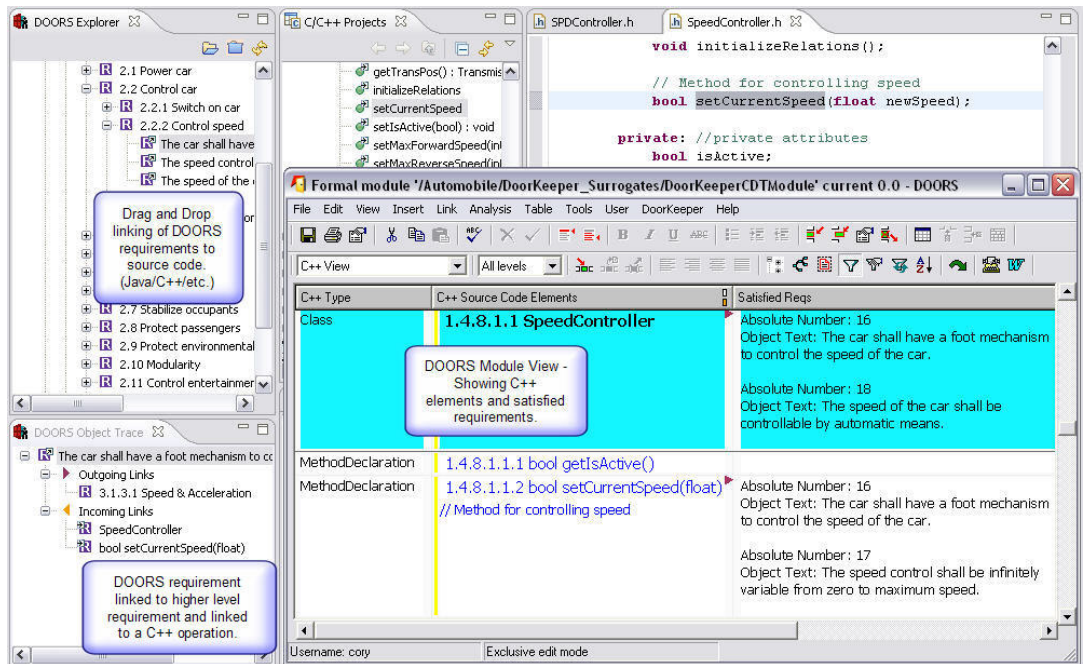 DOORS Explorer
2.1 Power car
2.2 Control car
2.2.1 Switch on car
2.2.2 Control speed
The car shall have
The speed control
The speed of the
or
Drag and Drop
linking of DOORS
requirements to
source code.
(Java/C++/etc.)
2.7 Stabilize occupants
2.8 Protect passengers
2.9 Protect environmental
2.10 Modularity
2.11 Control entertainmer
C/C++ Projects
getTransPos() : Transmis
initializeRelations
setCurrentSpeed
setIsActive(bool) : void
setMaxForwardSpeed(int
setMaxReverseSpeed(int
SPDController.h
SpeedController.h
void initializeRelations();
// Method for controlling speed
bool setCurrentSpeed(float newSpeed);
private: //private attributes
bool isActive;
DOORS Object Trace
The car shall have a foot mechanism to cc
Outgoing Links
3.1.3.1 Speed & Acceleration
Incoming Links
SpeedController
bool setCurrentSpeed(float)
DOORS requirement
linked to higher level
requirement and linked
to a C++ operation.
Formal module '/Automobile/DoorKeeper_Surrogates/DoorKeeperCDTModule' current 0.0 - DOORS
File Edit View Insert Link Analysis Table Tools User DoorKeeper Help
C++ View All levels
C++ Type C++ Source Code Elements Satisfied Reqs
Class 1.4.8.1.1 SpeedController Absolute Number: 16
Object Text: The car shall have a foot mechanism
to control the speed of the car.
Absolute Number: 18
Object Text: The speed of the car shall be
controllable by automatic means.
DOORS Module View -
Showing C++
elements and satisfied
requirements.
MethodDeclaration 1.4.8.1.1.1 bool getIsActive()
MethodDeclaration 1.4.8.1.1.2 bool setCurrentSpeed(float) Absolute Number: 16
// Method for controlling speed
Object Text: The car shall have a foot mechanism
to control the speed of the car.
Absolute Number: 17
Object Text: The speed control shall be infinitely
variable from zero to maximum speed.
Username: cory Exclusive edit mode